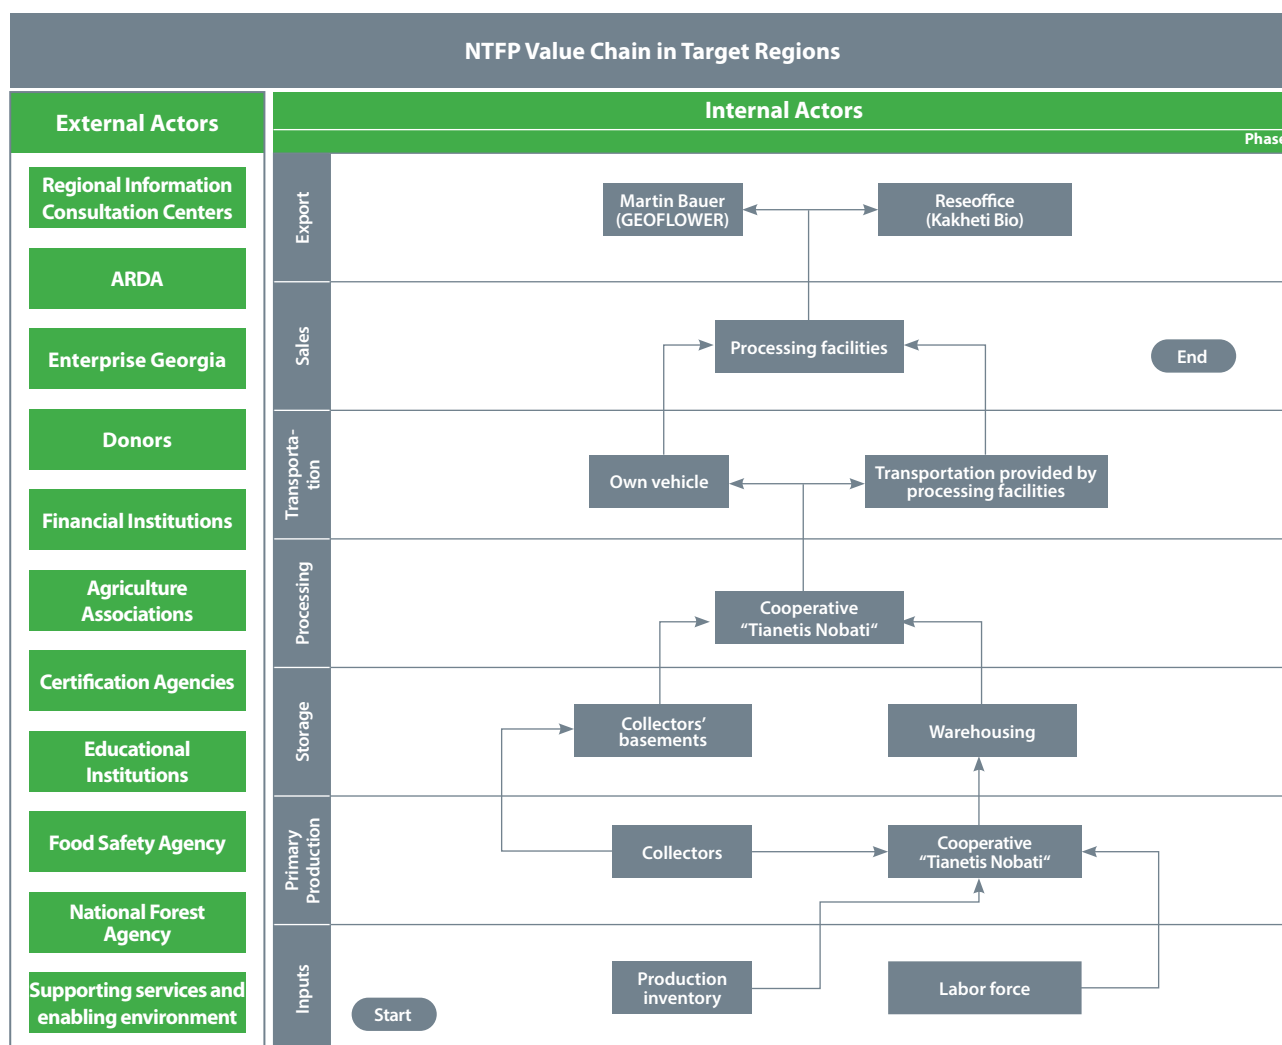 NTFP Value Chain in Target Regions
External Actors
Regional Information
Consultation Centers
ARDA
Enterprise Georgia
Donors
Financial Institutions
Agriculture
Associations
Certification Agencies
Educational
Institutions
Food Safety Agency
National Forest
Agency
Supporting services and
enabling environment
Internal Actors
Phase
Export
Martin Bauer
(GEOFLOWER)
Reseoffice
(Kakheti Bio)
Sales
Processing facilities
End
Transporta-
tion
Own vehicle
Transportation provided by
processing facilities
Processing
Cooperative
“Tianetis Nobati“
Storage
Collectors’
basements
Warehousing
Primary
Production
Collectors
Cooperative
“Tianetis Nobati“
Inputs
Start
Production
inventory
Labor force